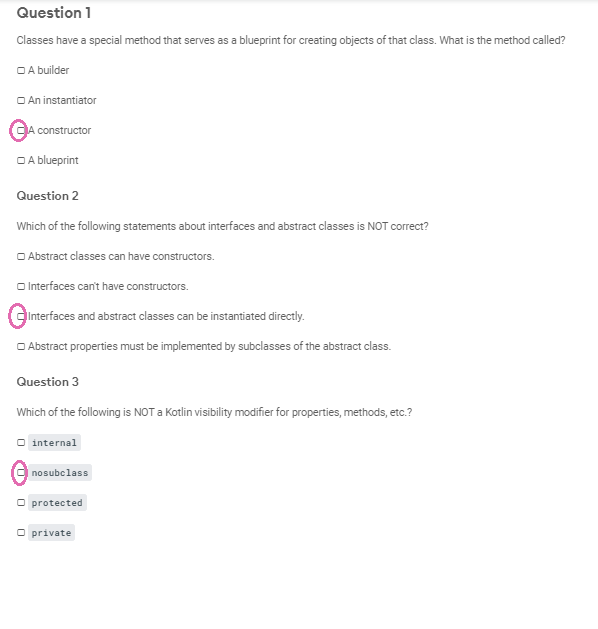 Question 1
Classes have a special method that serves as a blueprint for creating objects of that class. What is the method called?
A builder
An instantiator
A constructor
A blueprint
Question 2
Which of the following statements about interfaces and abstract classes is NOT correct?
Abstract classes can have constructors.
Interfaces can't have constructors.
Interfaces and abstract classes can be instantiated directly.
Abstract properties must be implemented by subclasses of the abstract class.
Question 3
Which of the following is NOT a Kotlin visibility modifier for properties, methods, etc.?
internal
nosubclass
protected
private